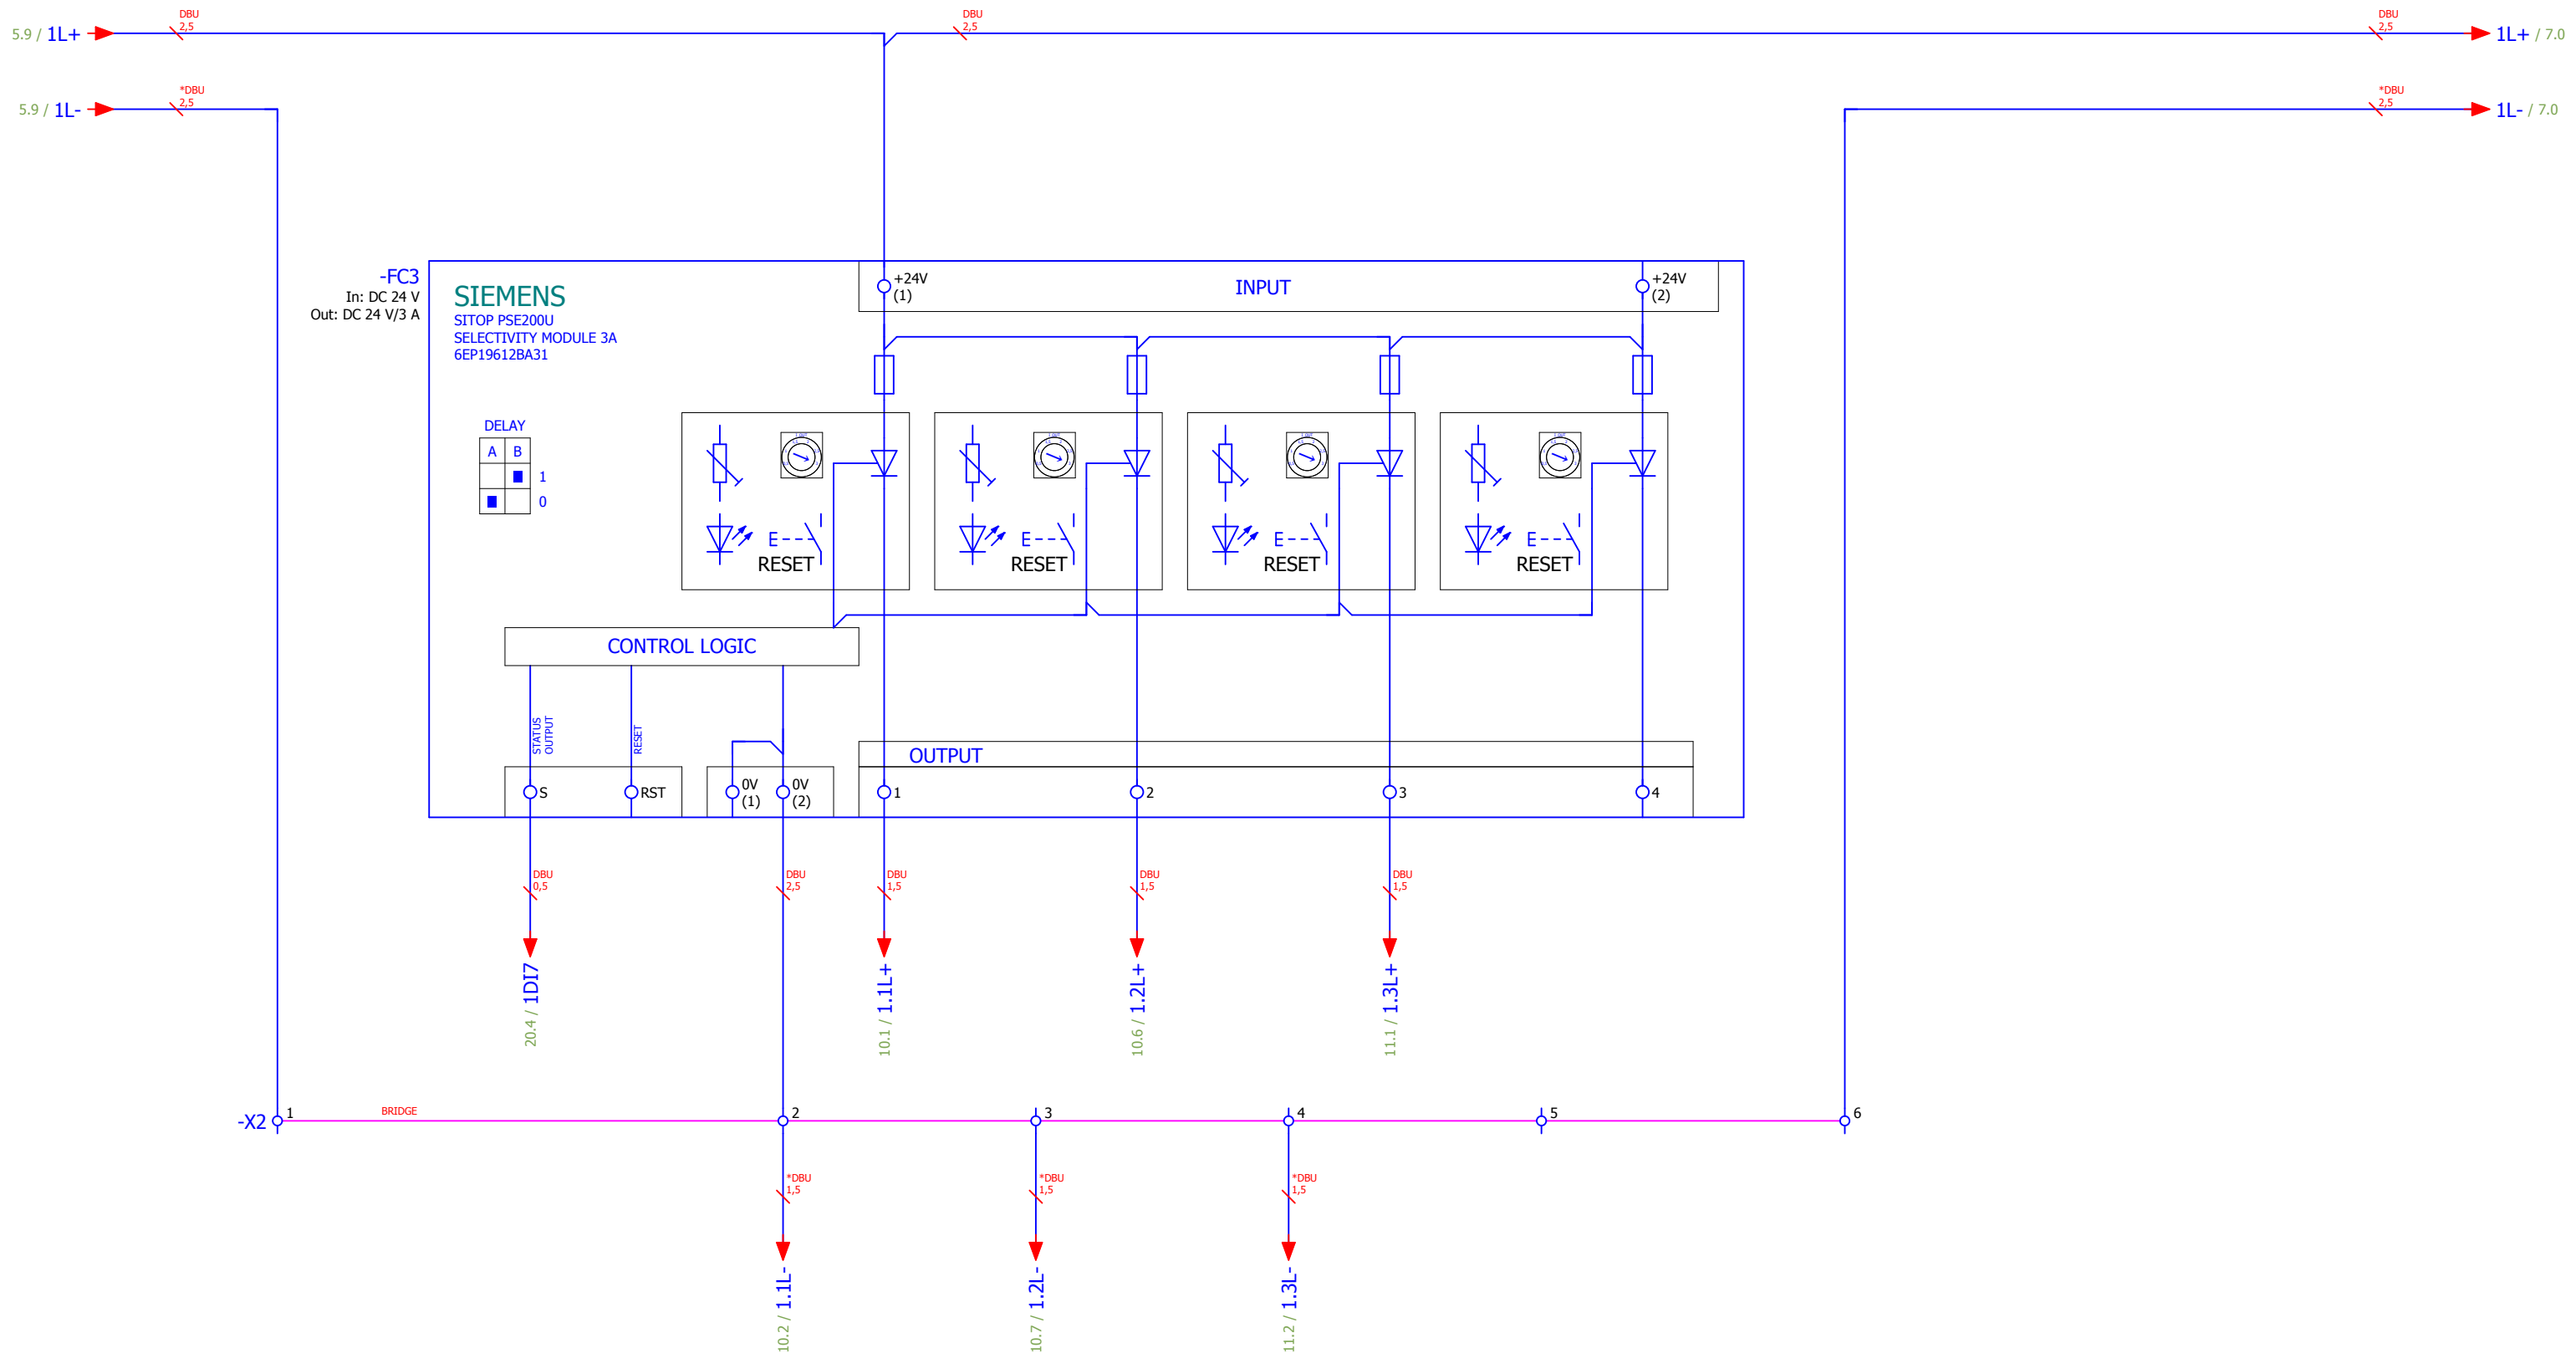 DBU
2,5
DBU
2,5
DBU
2,5
5.9 / 1L+
1L+ / 7.0
*DBU
2,5
*DBU
2,5
5.9 / 1L-
1L- / 7.0
-FC3
In: DC 24 V
Out: DC 24 V/3 A
SIEMENS
SITOP PSE200U
SELECTIVITY MODULE 3A
6EP19612BA31
+24V
(1)
INPUT
+24V
(2)
DELAY
A B
1
0
E
RESET
E
RESET
E
RESET
E
RESET
CONTROL LOGIC
STATUS
OUTPUT
RESET
OUTPUT
S
RST
0V
(1)
0V
(2)
1
2
3
4
DBU
0,5
DBU
2,5
DBU
1,5
DBU
1,5
DBU
1,5
20.4 / 1DI7
10.1 / 1.1L+
10.6 / 1.2L+
11.1 / 1.3L+
-X2
1
BRIDGE
2
3
4
5
6
*DBU
1,5
*DBU
1,5
*DBU
1,5
10.2 / 1.1L-
10.7 / 1.2L-
11.2 / 1.3L-